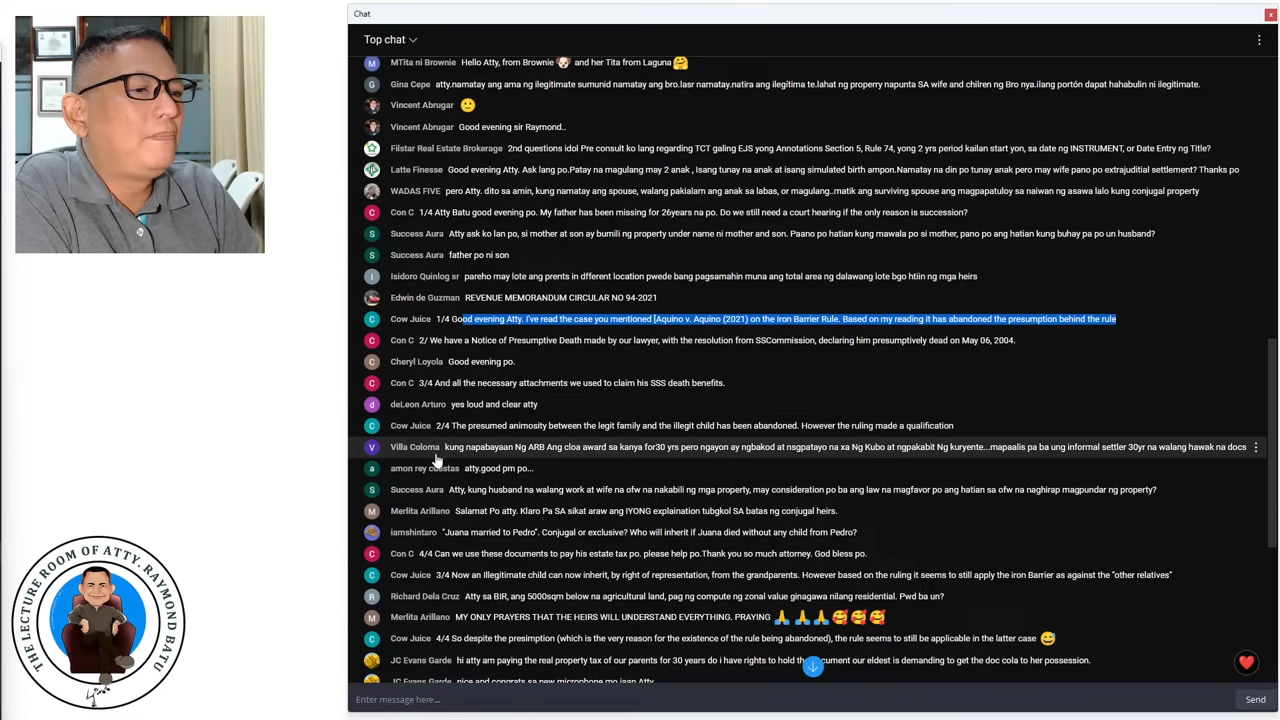 Chat
Top chat
MTita ni Brownie Hello Atty, from Brownie 🐶 and her Tita from Laguna 🤗
Gina Cepe atty.namatay ang ama ng ilegitimate sumunid namatay ang bro.lasr namatay.natira ang ilegítima te.lahat ng properry napunta SA wife and chilren ng Bro nya.ilang portón dapat hahabulin ni ilegitimate.
Vincent Abrugar 🙂
Vincent Abrugar Good evening sir Raymond..
Filstar Real Estate Brokerage 2nd questions idol Pre consult ko lang regarding TCT galing EJS yong Annotations Section 5, Rule 74, yong 2 yrs period kailan start yon, sa date ng INSTRUMENT, or Date Entry ng Title?
Latte Finesse Good evening Atty. Ask lang po.Patay na magulang may 2 anak , Isang tunay na anak at isang simulated birth ampon.Namatay na din po tunay anak pero may wife pano po extrajuditial settlement? Thanks po
WADAS FIVE pero Atty. dito sa amin, kung namatay ang spouse, walang pakialam ang anak sa labas, or magulang..matik ang surviving spouse ang magpapatuloy sa naiwan ng asawa lalo kung conjugal property
Con C 1/4 Atty Batu good evening po. My father has been missing for 26years na po. Do we still need a court hearing if the only reason is succession?
Success Aura Atty ask ko lan po, si mother at son ay bumili ng property under name ni mother and son. Paano po hatian kung mawala po si mother, pano po ang hatian kung buhay pa po un husband?
Success Aura father po ni son
Isidoro Quinlog sr pareho may lote ang prents in dfferent location pwede bang pagsamahin muna ang total area ng dalawang lote bgo htiin ng mga heirs
Edwin de Guzman REVENUE MEMORANDUM CIRCULAR NO 94-2021
Cow Juice 1/4 Good evening Atty. I've read the case you mentioned [Aquino v. Aquino (2021) on the Iron Barrier Rule. Based on my reading it has abandoned the presumption behind the rule
Con C 2/ We have a Notice of Presumptive Death made by our lawyer, with the resolution from SSCommission, declaring him presumptively dead on May 06, 2004.
Cheryl Loyola Good evening po.
Con C 3/4 And all the necessary attachments we used to claim his SSS death benefits.
deLeon Arturo yes loud and clear atty
Cow Juice 2/4 The presumed animosity between the legit family and the illegit child has been abandoned. However the ruling made a qualification
Villa Coloma kung napabayaan Ng ARB Ang cloa award sa kanya for30 yrs pero ngayon ay ngbakod at nsgpatayo na xa Ng Kubo at ngpakabit Ng kuryente...mapaalis pa ba ung informal settler 30yr na walang hawak na docs
amon rey cuestas atty.good pm po...
Success Aura Atty, kung husband na walang work at wife na ofw na nakabili ng mga property, may consideration po ba ang law na magfavor po ang hatian sa ofw na naghirap magpundar ng property?
Merlita Arillano Salamat Po atty. Klaro Pa SA sikat araw ang IYONG explaination tubgkol SA batas ng conjugal heirs.
iamshintaro "Juana married to Pedro". Conjugal or exclusive? Who will inherit if Juana died without any child from Pedro?
Con C 4/4 Can we use these documents to pay his estate tax po. please help po.Thank you so much attorney. God bless po.
Cow Juice 3/4 Now an Illegitimate child can now inherit, by right of representation, from the grandparents. However based on the ruling it seems to still apply the iron Barrier as against the "other relatives"
Richard Dela Cruz Atty sa BIR, ang 5000sqm below na agricultural land, pag ng compute ng zonal value ginagawa nilang residential. Pwd ba un?
Merlita Arillano MY ONLY PRAYERS THAT THE HEIRS WILL UNDERSTAND EVERYTHING. PRAYING 🙏 🙏 🙏 🥰 🥰 🥰
Cow Juice 4/4 So despite the presimption (which is the very reason for the existence of the rule being abandoned), the rule seems to still be applicable in the latter case 😅
JC Evans Garde hi atty am paying the real property tax of our parents for 30 years do i have rights to hold the document our eldest is demanding to get the doc cola to her possession.
JC Evans Garde nice and congrats sa new microphone mo jaan Atty
Enter message here...
Send
THE LECTURE ROOM OF ATTY. RAYMOND BATU